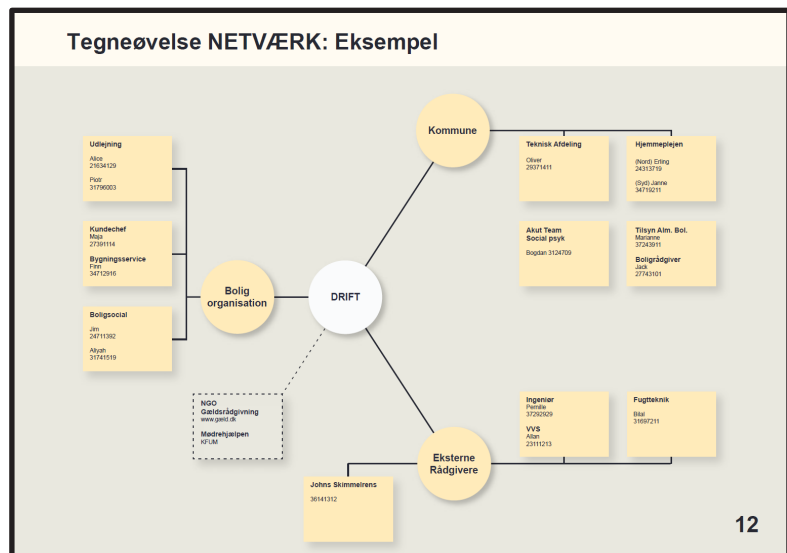 Tegneøvelse NETVÆRK: Eksempel
Udlejning
Alice
21634129
Piotr
31796003
Kundechef
Maja
27391114
Bygningsservice
Finn
34712916
Boligsocial
Jim
24711392
Aliyah
31741519
Bolig
organisation
DRIFT
Kommune
Teknisk Afdeling
Oliver
29371411
Hjemmeplejen
(Nord) Erling
24313719
(Syd) Janne
34719211
Akut Team
Social psyk
Bogdan 3124709
Tilsyn Alm. Bol.
Marianne
37243911
Boligrådgiver
Jack
27743101
NGO
Gældsrådgivning
www.gæld.dk
Mødrehjælpen
KFUM
Eksterne
Rådgivere
Ingeniør
Pernille
37292929
VVS
Allan
23111213
Fugtteknik
Bilal
31697211
Johns Skimmelrens
36141312
12